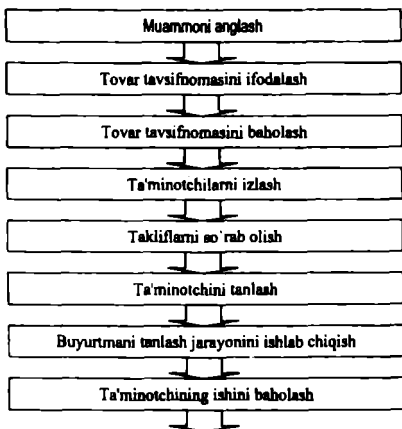 Muammoni anglash
Tovar tavsifnomasini ifodalash
Tovar tavsifnomasini baholash
Ta'minotchilarni izlash
Takliflarni so`rab olish
Ta'minotchini tanlash
Buyurtmani tanlash jarayonini ishlab chiqish
Ta'minotchining ishini baholash